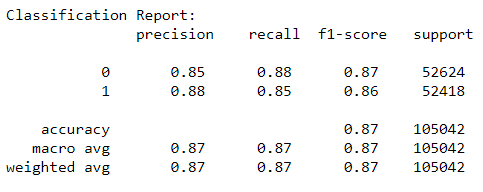 Classification Report:
precision recall f1-score support
0 0.85 0.88 0.87 52624
1 0.88 0.85 0.86 52418
accuracy 0.87 105042
macro avg 0.87 0.87 0.87 105042
weighted avg 0.87 0.87 0.87 105042